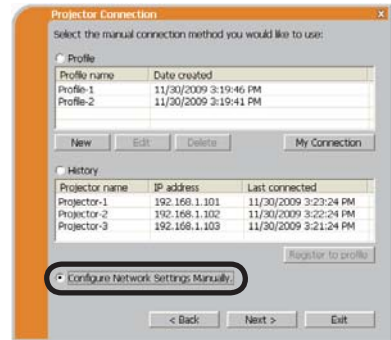 Projector Connection
Select the manual connection method you would like to use:
Profile
Profile name Date created
Profile-1 11/30/2009 3:19:46 PM
Profile-2 11/30/2009 3:19:41 PM
New Edit Delete My Connection
History
Projector name IP address Last connected
Projector-1 192.168.1.101 11/30/2009 3:23:24 PM
Projector-2 192.168.1.102 11/30/2009 3:22:24 PM
Projector-3 192.168.1.103 11/30/2009 3:21:24 PM
Register to profile
Configure Network Settings Manually.
< Back Next > Exit